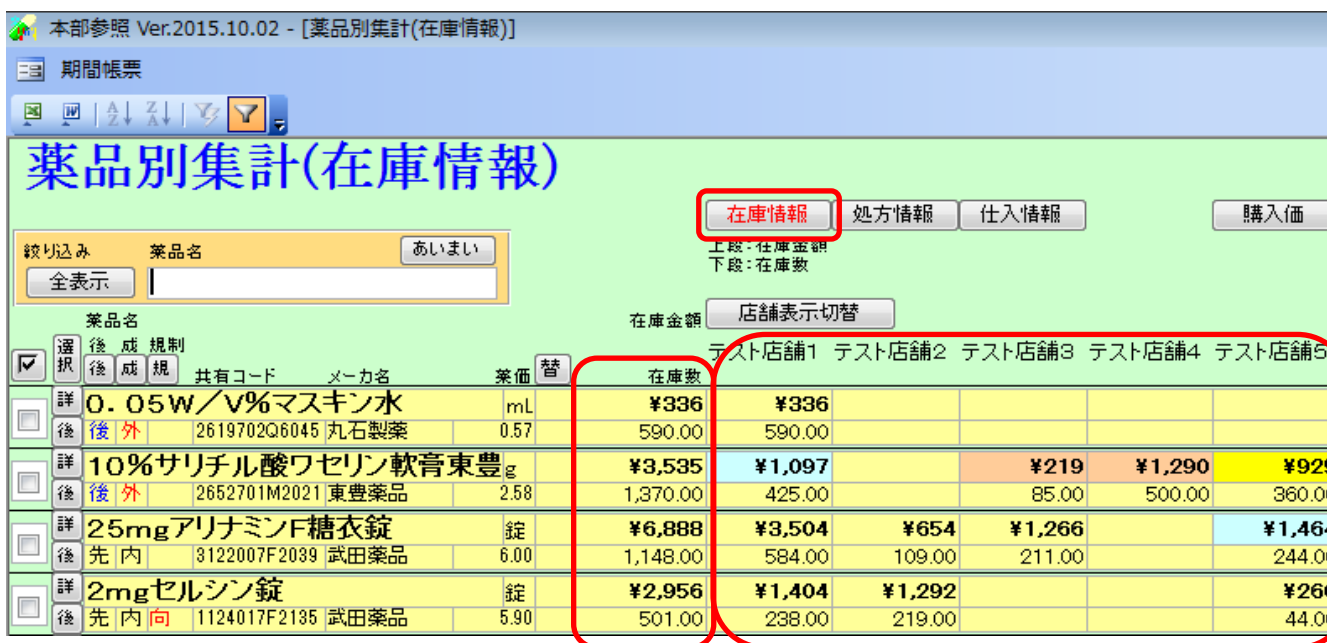 本部参照 Ver.2015.10.02 - [薬品別集計(在庫情報)]
期間帳票
薬品別集計(在庫情報)
在庫情報 処方情報 仕入情報 購入価
上段:在庫金額
下段:在庫数
絞り込み 薬品名 あいまい
全表示
店舗表示切替
薬品名 在庫金額
選択 後 成 規制 テスト店舗1 テスト店舗2 テスト店舗3 テスト店舗4 テスト店舗5
後 成 規 共有コード メーカ名 薬価 替 在庫数
詳 0.05W/V%マスキン水 mL ¥336 ¥336
後 後 外 2619702Q6045 丸石製薬 0.57 590.00 590.00
詳 10%サリチル酸ワセリン軟膏東豊 g ¥3,535 ¥1,097 ¥219 ¥1,290 ¥929
後 後 外 2652701M2021 東豊薬品 2.58 1,370.00 425.00 85.00 500.00 360.0
詳 25mgアリナミンF糖衣錠 錠 ¥6,888 ¥3,504 ¥654 ¥1,266 ¥1,464
後 先 内 3122007F2039 武田薬品 6.00 1,148.00 584.00 109.00 211.00 244.0
詳 2mgセルシン錠 錠 ¥2,956 ¥1,404 ¥1,292 ¥260
後 先 内 向 1124017F2135 武田薬品 5.90 501.00 238.00 219.00 44.0